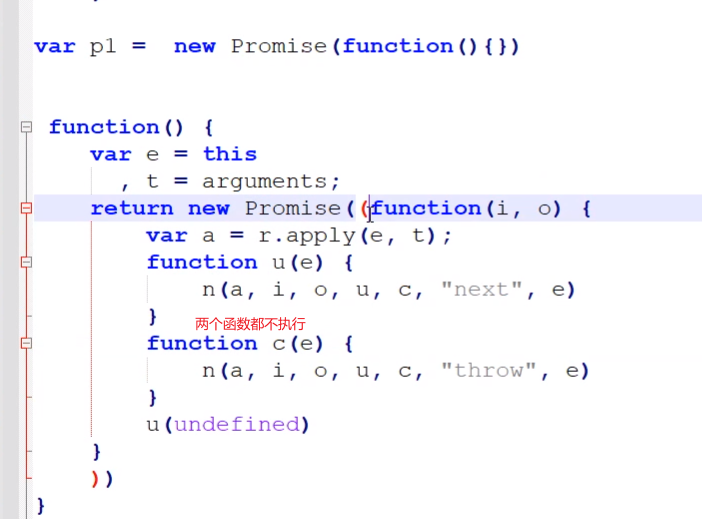 var p1 =  new Promise(function(){})
function() {
var e = this
, t = arguments;
return new Promise((function(i, o) {
var a = r.apply(e, t);
function u(e) {
n(a, i, o, u, c, "next", e)
}
两个函数都不执行
function c(e) {
n(a, i, o, u, c, "throw", e)
}
u(undefined)
}
))
}